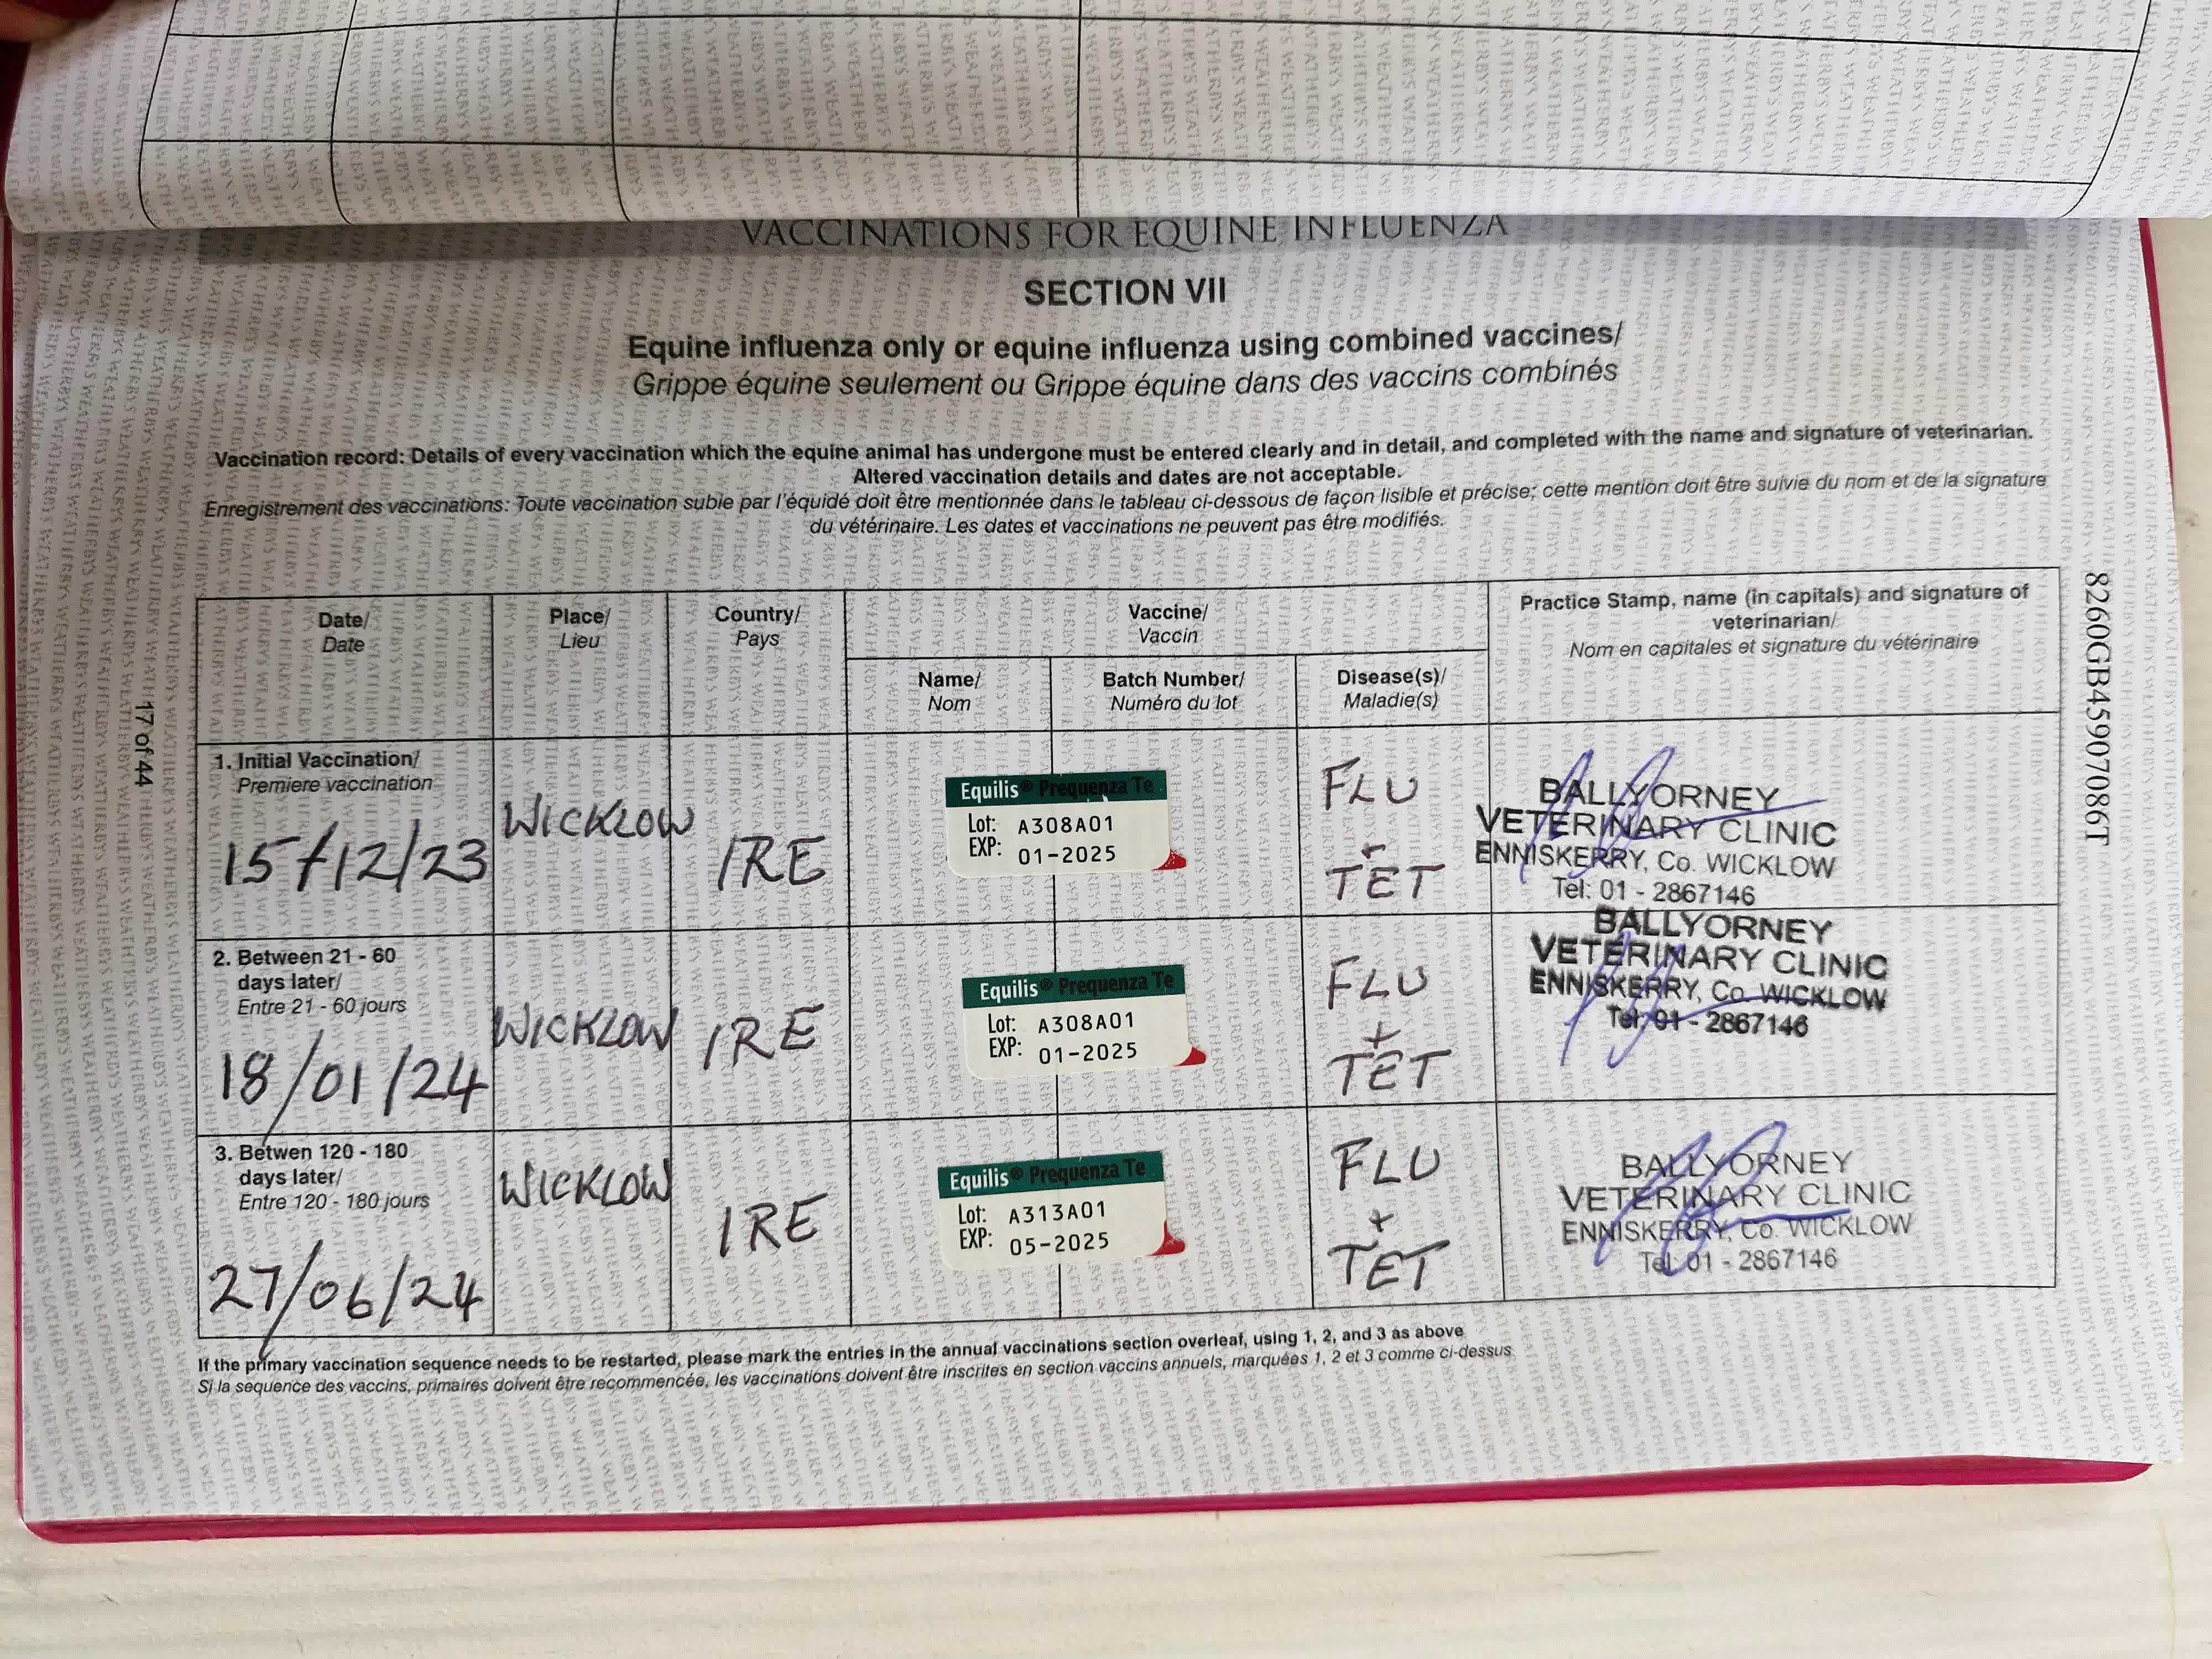 VACCINATIONS FOR EQUINE INFLUENZA
SECTION VII
Equine influenza only or equine influenza using combined vaccines/
Grippe équine seulement ou Grippe équine dans des vaccins combinés
Vaccination record: Details of every vaccination which the equine animal has undergone must be entered clearly and in detail, and completed with the name and signature of veterinarian.
Altered vaccination details and dates are not acceptable.
Enregistrement des vaccinations: Toute vaccination subie par l'équidé doit être mentionnée dans le tableau ci-dessous de façon lisible et précise; cette mention doit être suivie du nom et de la signature
du vétérinaire. Les dates et vaccinations ne peuvent pas être modifiés.
Date/
Date
Place/
Lieu
Country/
Pays
Vaccine/
Vaccin
Name/
Nom
Batch Number/
Numéro du lot
Disease(s)/
Maladie(s)
Practice Stamp, name (in capitals) and signature of
veterinarian/
Nom en capitales et signature du vétérinaire
1. Initial Vaccination/
Premiere vaccination
15/12/23
WICKLOW
IRE
Equilis® Prequenza Te
Lot: A308A01
EXP: 01-2025
FLU
+
TET
BALLYORNEY
VETERINARY CLINIC
ENNISKERRY, Co. WICKLOW
Tel: 01 - 2867146
2. Between 21 - 60
days later/
Entre 21 - 60 jours
18/01/24
WICKLOW
IRE
Equilis® Prequenza Te
Lot: A308A01
EXP: 01-2025
FLU
+
TET
BALLYORNEY
VETERINARY CLINIC
ENNISKERRY, Co. WICKLOW
Tel: 01 - 2867146
3. Betwen 120 - 180
days later/
Entre 120 - 180 jours
27/06/24
WICKLOW
IRE
Equilis® Prequenza Te
Lot: A313A01
EXP: 05-2025
FLU
+
TET
BALLYORNEY
VETERINARY CLINIC
ENNISKERRY, Co. WICKLOW
Tel: 01 - 2867146
If the primary vaccination sequence needs to be restarted, please mark the entries in the annual vaccinations section overleaf, using 1, 2, and 3 as above
Si la sequence des vaccins, primaires doivent être recommencée, les vaccinations doivent être inscrites en section vaccins annuels, marquées 1, 2 et 3 comme ci-dessus
17 of 44
8260GB45907086T